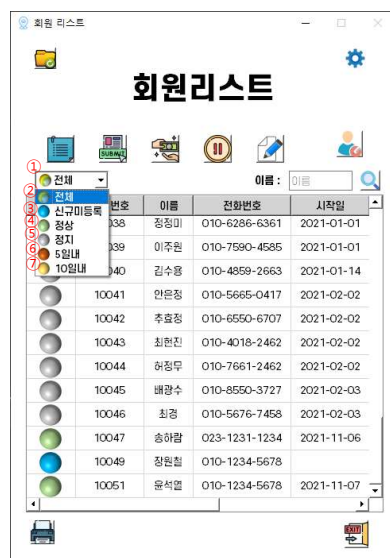 회원 리스트
회원리스트
SUBMIT
① 전체 이름 : 이름
② 전체
③ 신규미등록
④ 정상
⑤ 정지
⑥ 5일내
⑦ 10일내
번호 이름 전화번호 시작일
038 정정미 010-6286-6361 2021-01-01
039 이주원 010-7590-4585 2021-01-01
040 김수용 010-4859-2663 2021-01-14
10041 안은정 010-5665-0417 2021-02-02
10042 추효정 010-6550-6707 2021-02-02
10043 최현진 010-4018-2462 2021-02-02
10044 허정무 010-7661-2462 2021-02-02
10045 배광수 010-8550-3727 2021-02-03
10046 최경 010-5676-7458 2021-02-03
10047 송하람 023-1231-1234 2021-11-06
10049 장원철 010-1234-5678
10051 윤석열 010-1234-5678 2021-11-07
EXIT